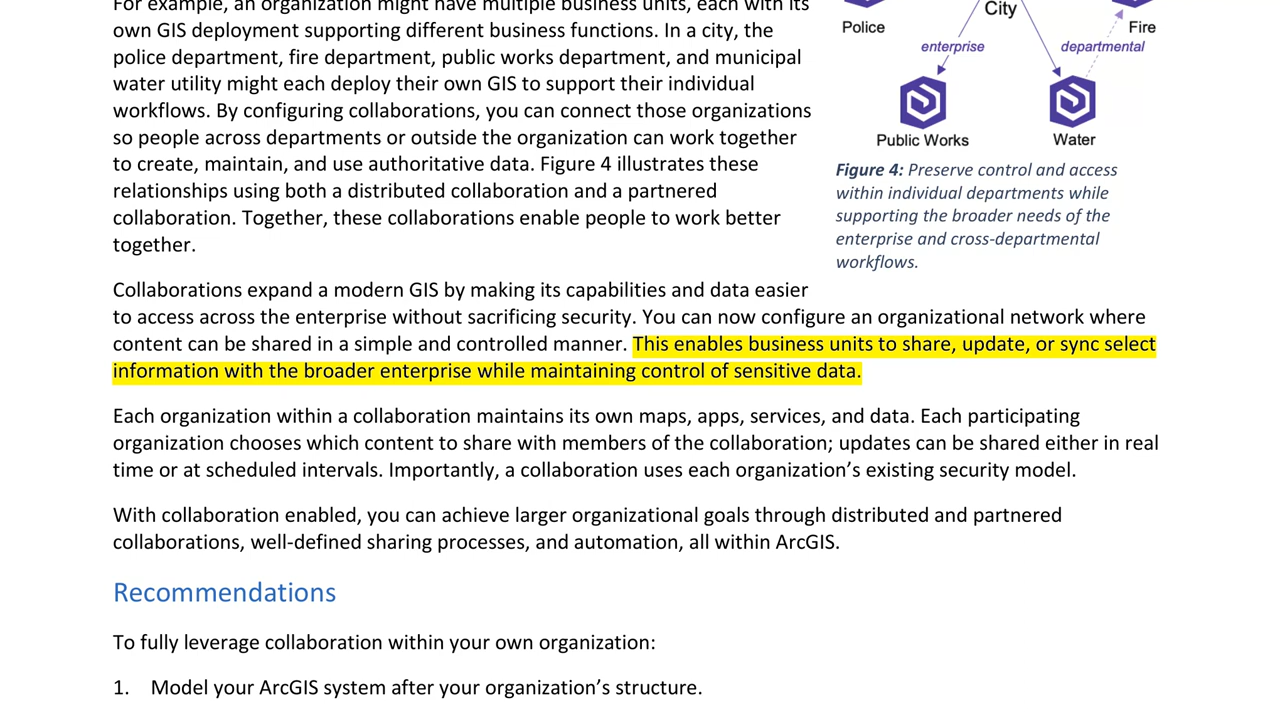 For example, an organization might have multiple business units, each with its
own GIS deployment supporting different business functions. In a city, the
police department, fire department, public works department, and municipal
water utility might each deploy their own GIS to support their individual
workflows. By configuring collaborations, you can connect those organizations
so people across departments or outside the organization can work together
to create, maintain, and use authoritative data. Figure 4 illustrates these
relationships using both a distributed collaboration and a partnered
collaboration. Together, these collaborations enable people to work better
together.
City
Police
Fire
enterprise
departmental
Public Works
Water
Figure 4: Preserve control and access
within individual departments while
supporting the broader needs of the
enterprise and cross-departmental
workflows.
Collaborations expand a modern GIS by making its capabilities and data easier
to access across the enterprise without sacrificing security. You can now configure an organizational network where
content can be shared in a simple and controlled manner. This enables business units to share, update, or sync select
information with the broader enterprise while maintaining control of sensitive data.
Each organization within a collaboration maintains its own maps, apps, services, and data. Each participating
organization chooses which content to share with members of the collaboration; updates can be shared either in real
time or at scheduled intervals. Importantly, a collaboration uses each organization’s existing security model.
With collaboration enabled, you can achieve larger organizational goals through distributed and partnered
collaborations, well-defined sharing processes, and automation, all within ArcGIS.
Recommendations
To fully leverage collaboration within your own organization:
1. Model your ArcGIS system after your organization’s structure.